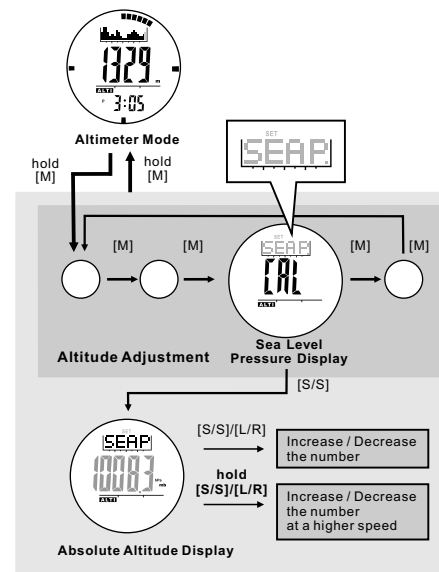 1329 m
ALTI
P 3:05
Altimeter Mode
hold
[M]
hold
[M]
SET
SEAP.
[M]
[M]
SET
SEAP
CAL
ALTI
[M]
[M]
Altitude Adjustment
Sea Level
Pressure Display
[S/S]
SET
SEAP
1008.3
hPa
mb
ALTI
[S/S]/[L/R]
Increase / Decrease
the number
hold
[S/S]/[L/R]
Increase / Decrease
the number
at a higher speed
Absolute Altitude Display